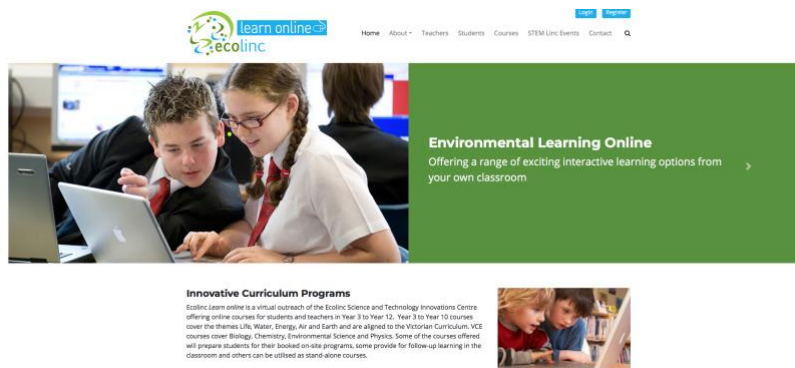 Login Register
learn online
ecolinc
Home About Teachers Students Courses STEM Linc Events Contact
Environmental Learning Online
Offering a range of exciting interactive learning options from
your own classroom
Innovative Curriculum Programs
Ecolinc Learn online is a virtual outreach of the Ecolinc Science and Technology Innovations Centre
offering online courses for students and teachers in Year 3 to Year 12. Year 3 to Year 10 courses
cover the themes Life, Water, Energy, Air and Earth and are aligned to the Victorian Curriculum. VCE
courses cover Biology, Chemistry, Environmental Science and Physics. Some of the courses offered
will prepare students for their booked on-site programs, some provide for follow-up learning in the
classroom and others can be utilised as stand-alone courses.